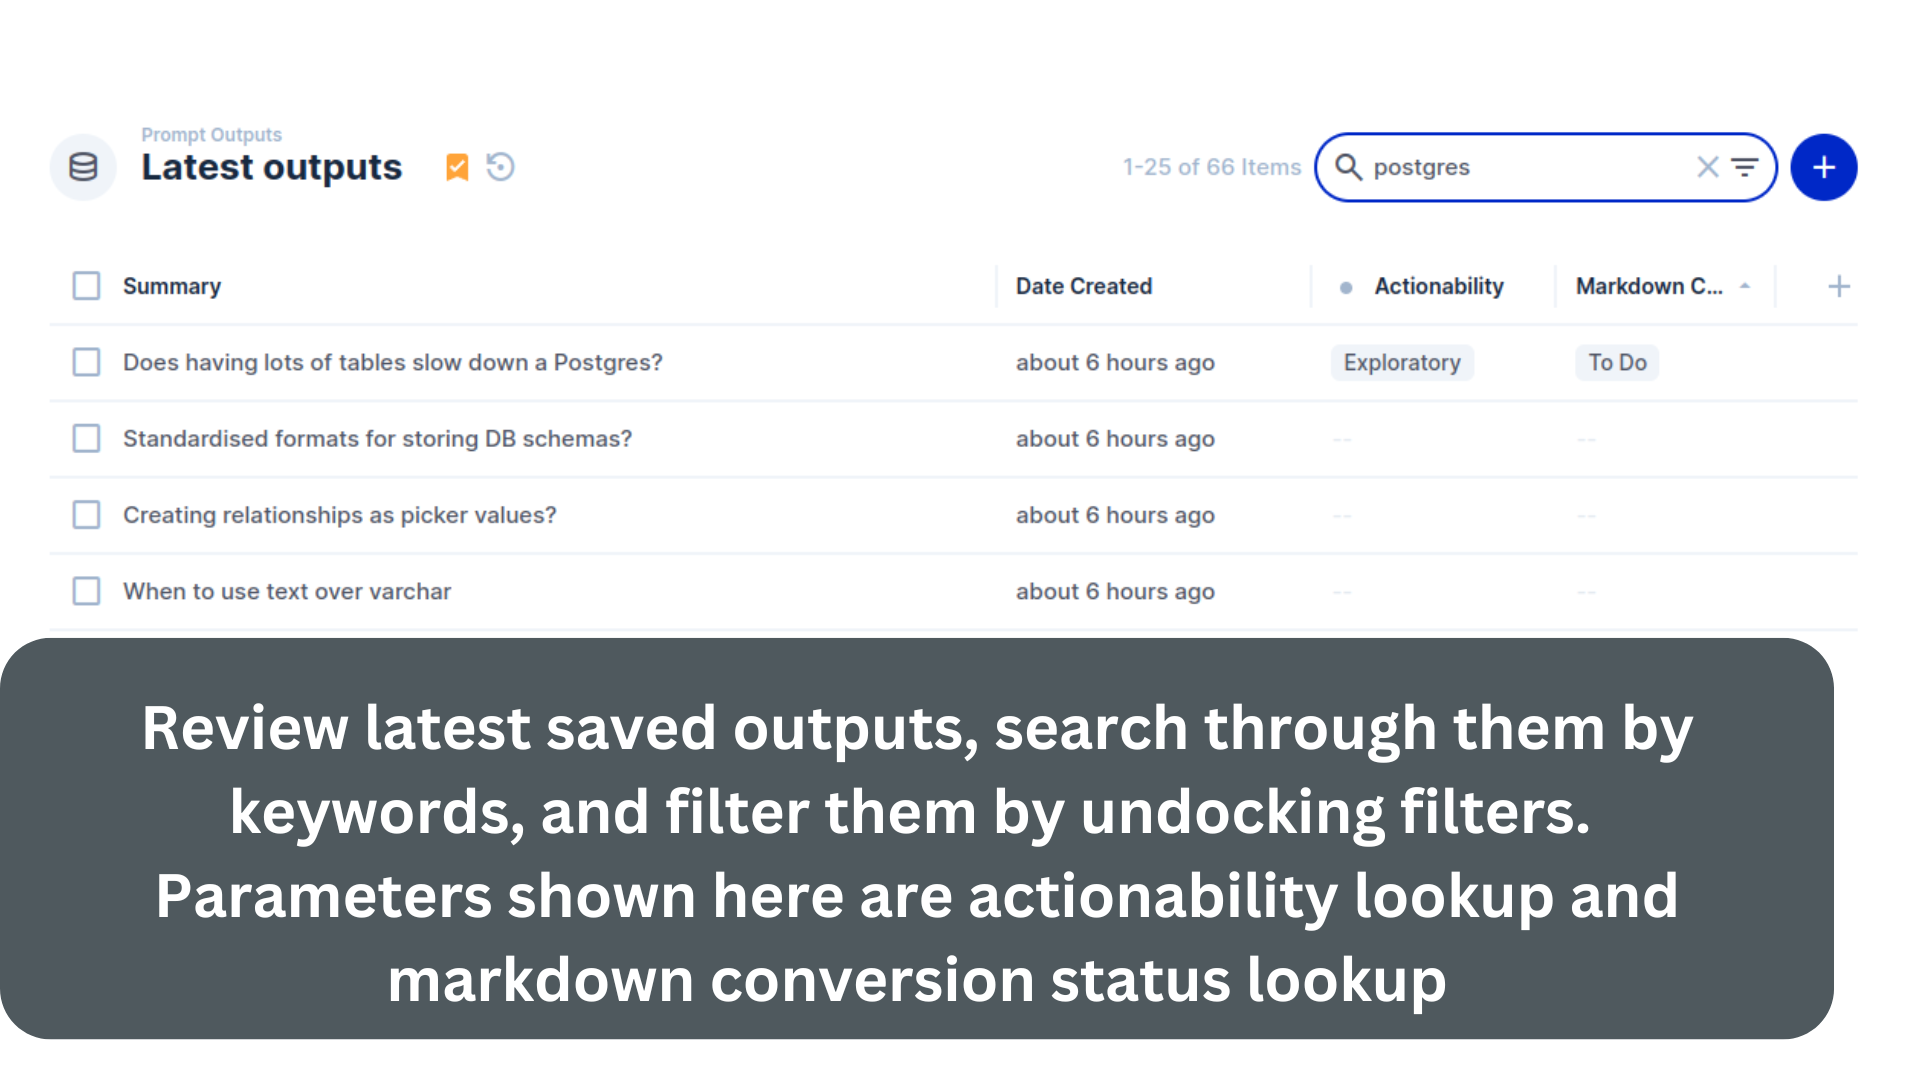 Prompt Outputs
Latest outputs
1-25 of 66 Items
postgres
Summary Date Created Actionability Markdown C...
Does having lots of tables slow down a Postgres? about 6 hours ago Exploratory To Do
Standardised formats for storing DB schemas? about 6 hours ago -- --
Creating relationships as picker values? about 6 hours ago -- --
When to use text over varchar about 6 hours ago -- --
Review latest saved outputs, search through them by
keywords, and filter them by undocking filters.
Parameters shown here are actionability lookup and
markdown conversion status lookup